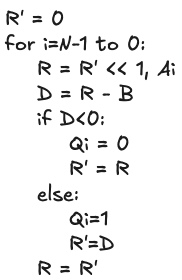 R' = 0
for i=N-1 to 0:
R = R' << 1, Ai
D = R - B
if D<0:
Qi = 0
R' = R
else:
Qi=1
R'=D
R = R'